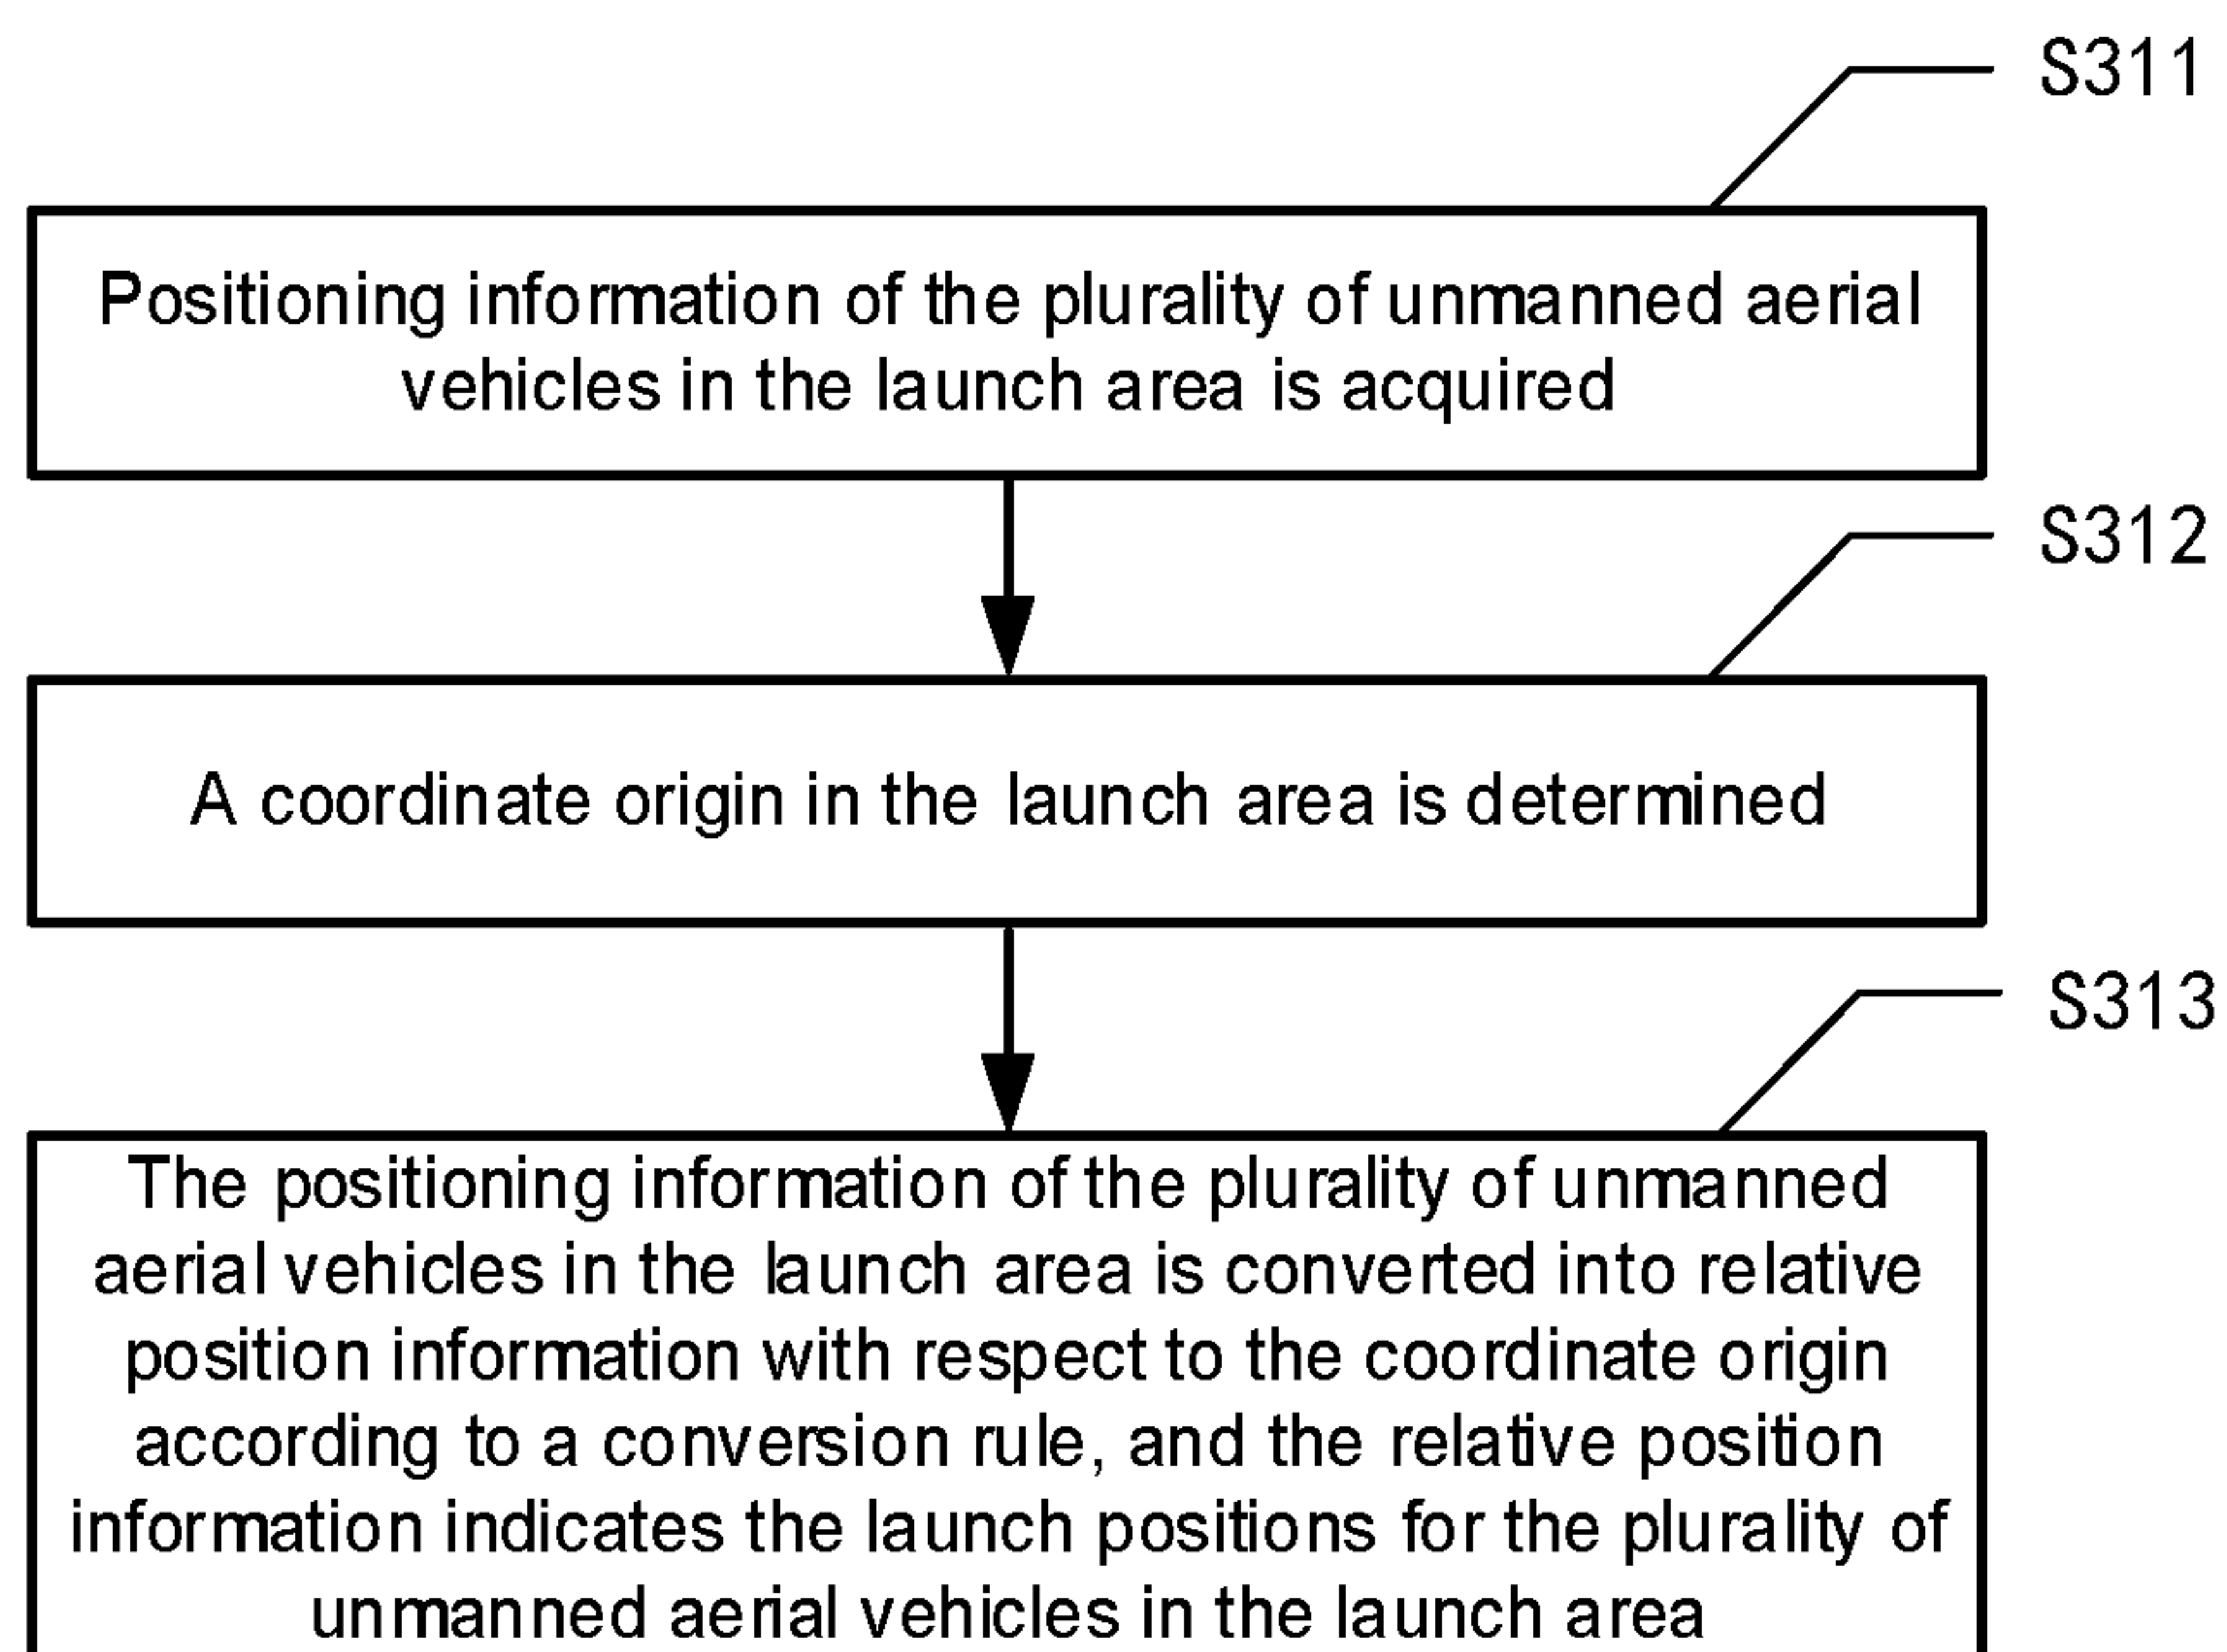 S311
Positioning information of the plurality of unmanned aerial
vehicles in the launch area is acquired
S312
A coordinate origin in the launch area is determined
S313
The positioning information of the plurality of unmanned
aerial vehicles in the launch area is converted into relative
position information with respect to the coordinate origin
according to a conversion rule, and the relative position
information indicates the launch positions for the plurality of
unmanned aerial vehicles in the launch area